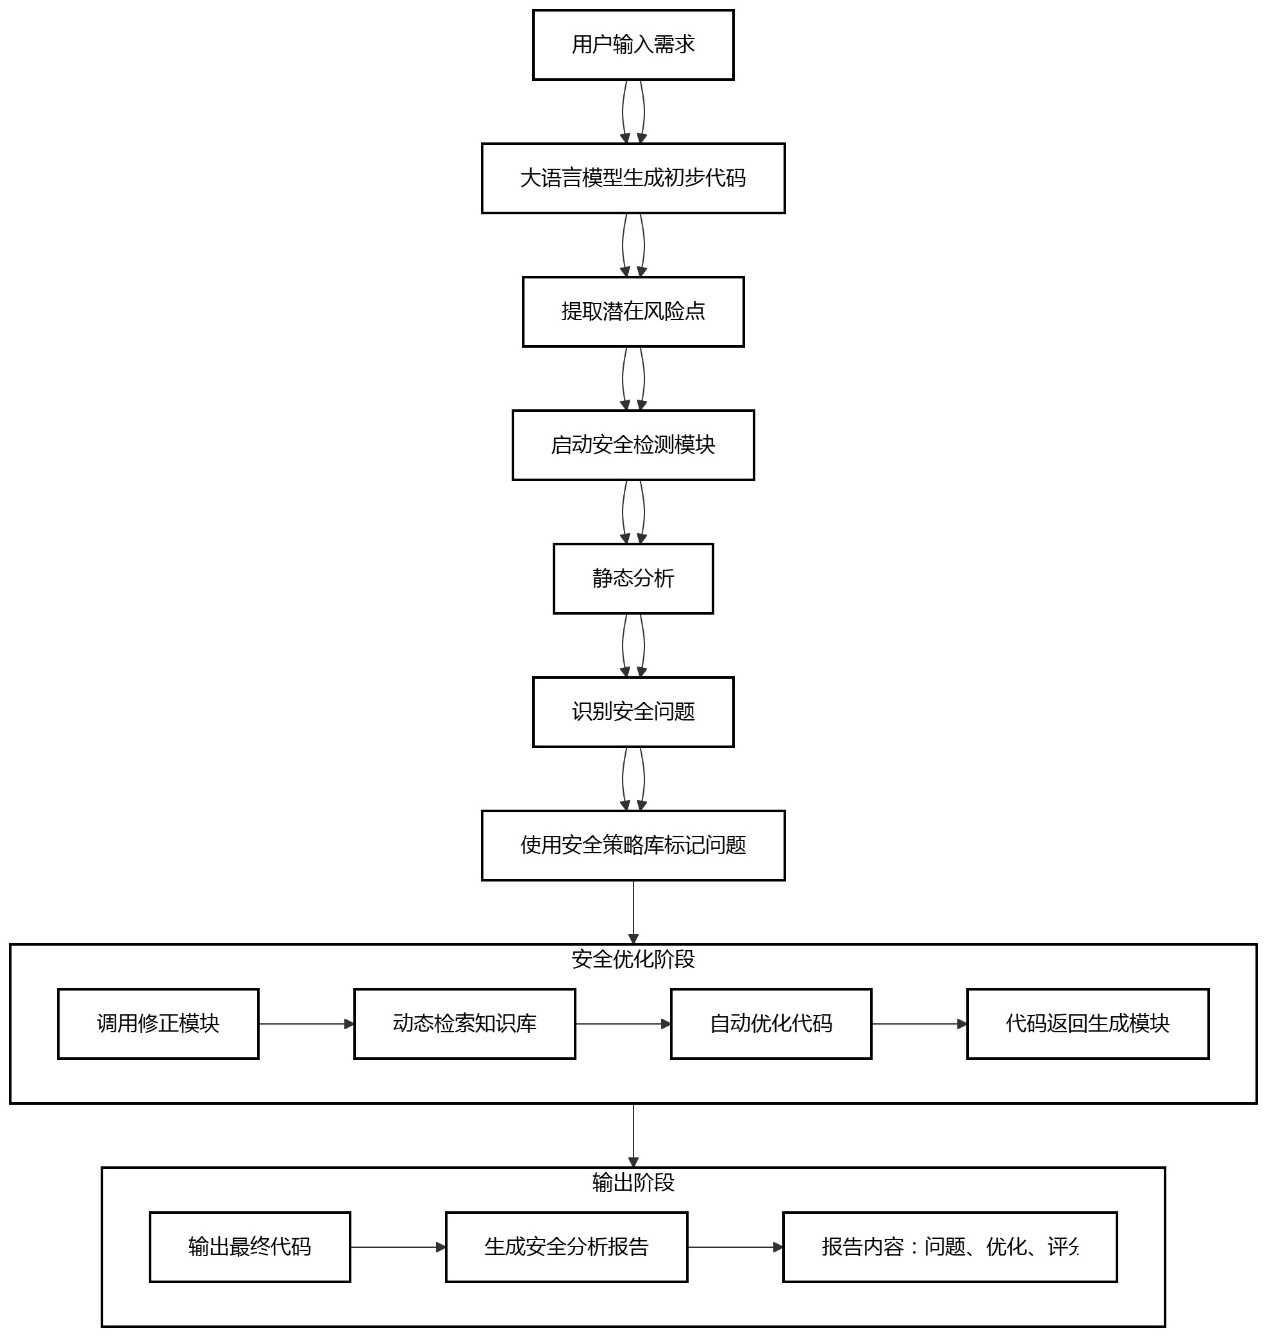 用户输入需求
大语言模型生成初步代码
提取潜在风险点
启动安全检测模块
静态分析
识别安全问题
使用安全策略库标记问题
安全优化阶段
调用修正模块
动态检索知识库
自动优化代码
代码返回生成模块
输出阶段
输出最终代码
生成安全分析报告
报告内容：问题、优化、评分